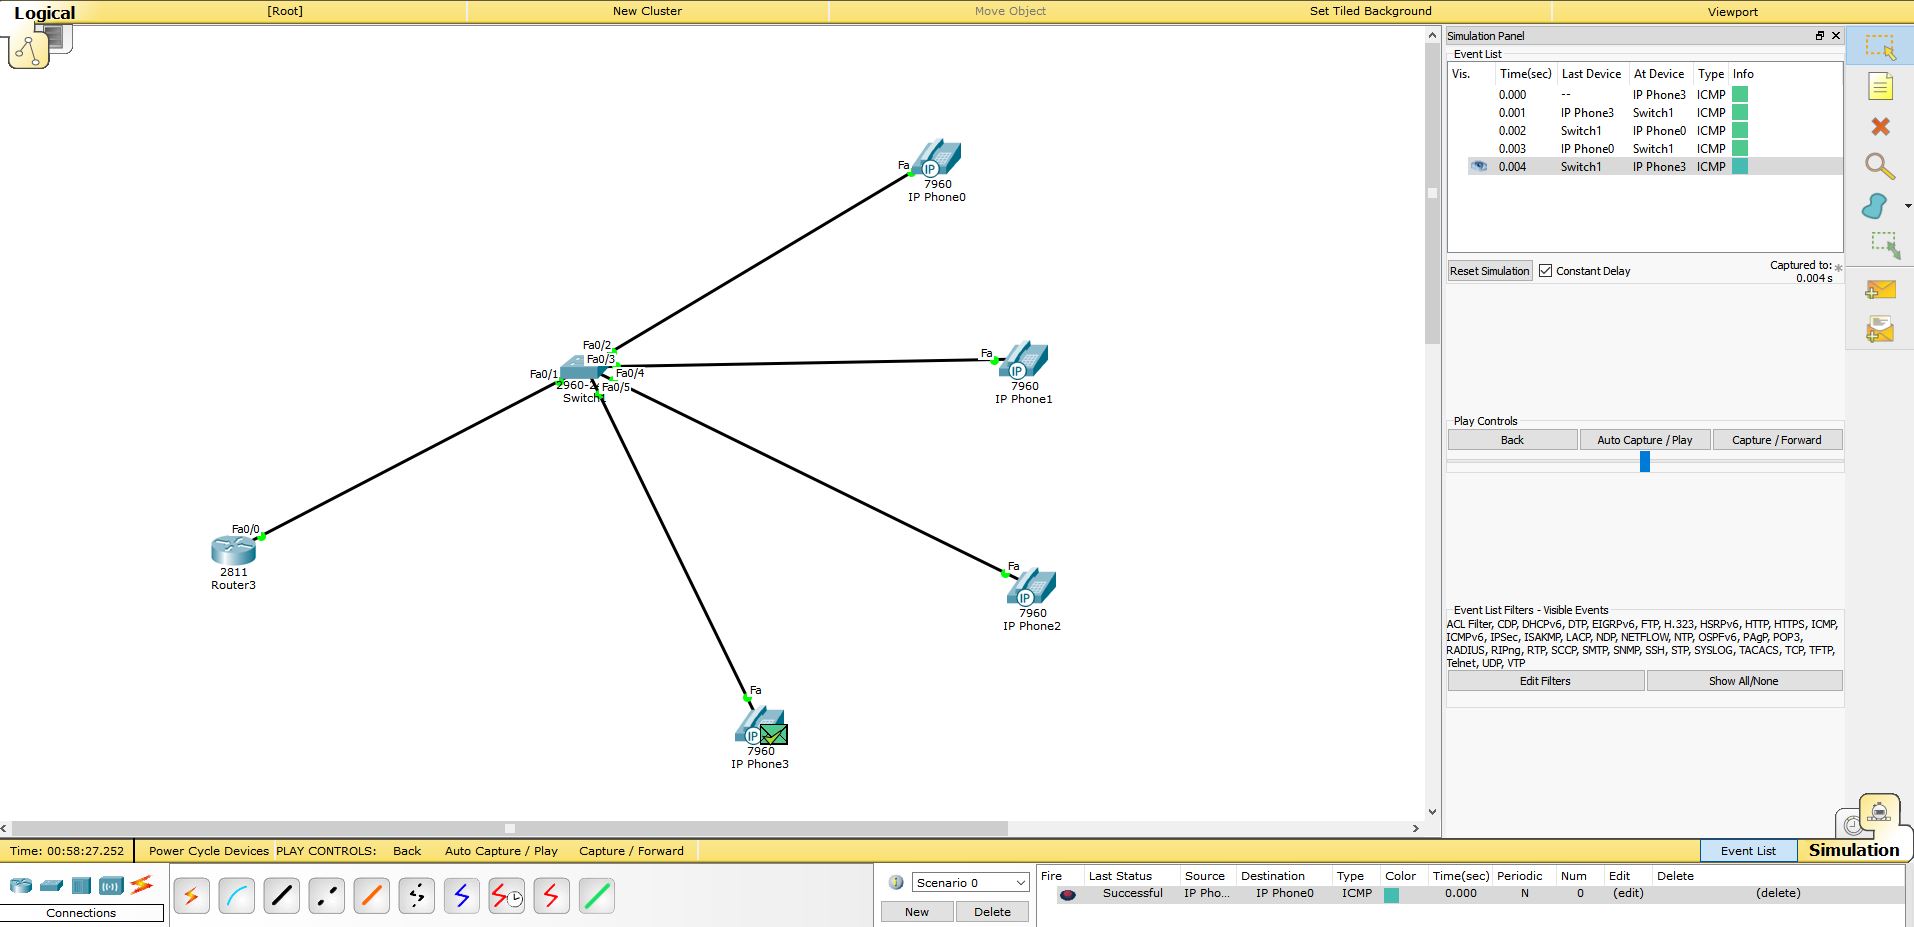 Logical [Root] New Cluster Move Object Set Tiled Background Viewport
Simulation Panel
Event List
Vis. Time(sec) Last Device At Device Type Info
0.000 -- IP Phone3 ICMP
0.001 IP Phone3 Switch1 ICMP
0.002 Switch1 IP Phone0 ICMP
0.003 IP Phone0 Switch1 ICMP
0.004 Switch1 IP Phone3 ICMP
Reset Simulation Constant Delay Captured to: *
0.004 s
Play Controls
Back Auto Capture / Play Capture / Forward
Event List Filters - Visible Events
ACL Filter, CDP, DHCPv6, DTP, EIGRPv6, FTP, H.323, HSRPv6, HTTP, HTTPS, ICMP,
ICMPv6, IPSec, ISAKMP, LACP, NDP, NETFLOW, NTP, OSPFv6, PAgP, POP3,
RADIUS, RIPng, RTP, SCCP, SMTP, SNMP, SSH, STP, SYSLOG, TACACS, TCP, TFTP,
Telnet, UDP, VTP
Edit Filters Show All/None
Fa
IP
7960
IP Phone0
Fa0/2
Fa0/3
Fa0/1 Fa0/4
2960-2 Fa0/5
Switch1
Fa
IP
7960
IP Phone1
Fa0/0
2811
Router3
Fa
IP
7960
IP Phone2
Fa
IP
7960
IP Phone3
Time: 00:58:27.252 Power Cycle Devices PLAY CONTROLS: Back Auto Capture / Play Capture / Forward Event List Simulation
Connections
Scenario 0
New Delete
Fire Last Status Source Destination Type Color Time(sec) Periodic Num Edit Delete
Successful IP Pho... IP Phone0 ICMP 0.000 N 0 (edit) (delete)